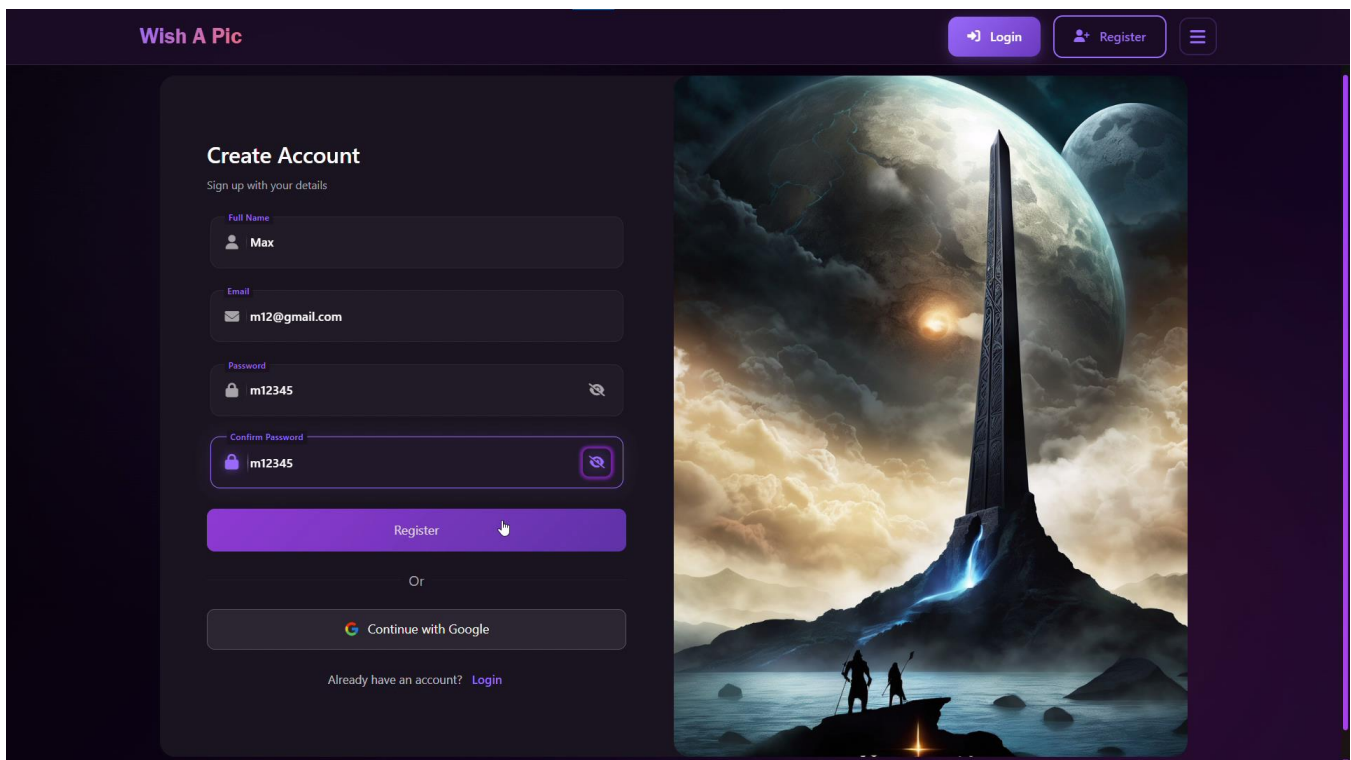 Wish A Pic
Login
Register
Create Account
Sign up with your details
Full Name
Max
Email
m12@gmail.com
Password
m12345
Confirm Password
m12345
Register
Or
Continue with Google
Already have an account? Login